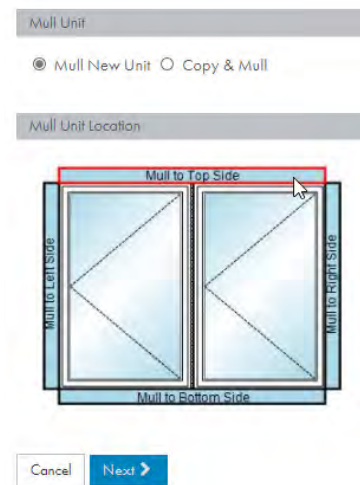 Mull Unit
Mull New Unit Copy & Mull
Mull Unit Location
Mull to Top Side
Mull to Left Side
Mull to Right Side
Mull to Bottom Side
Cancel Next